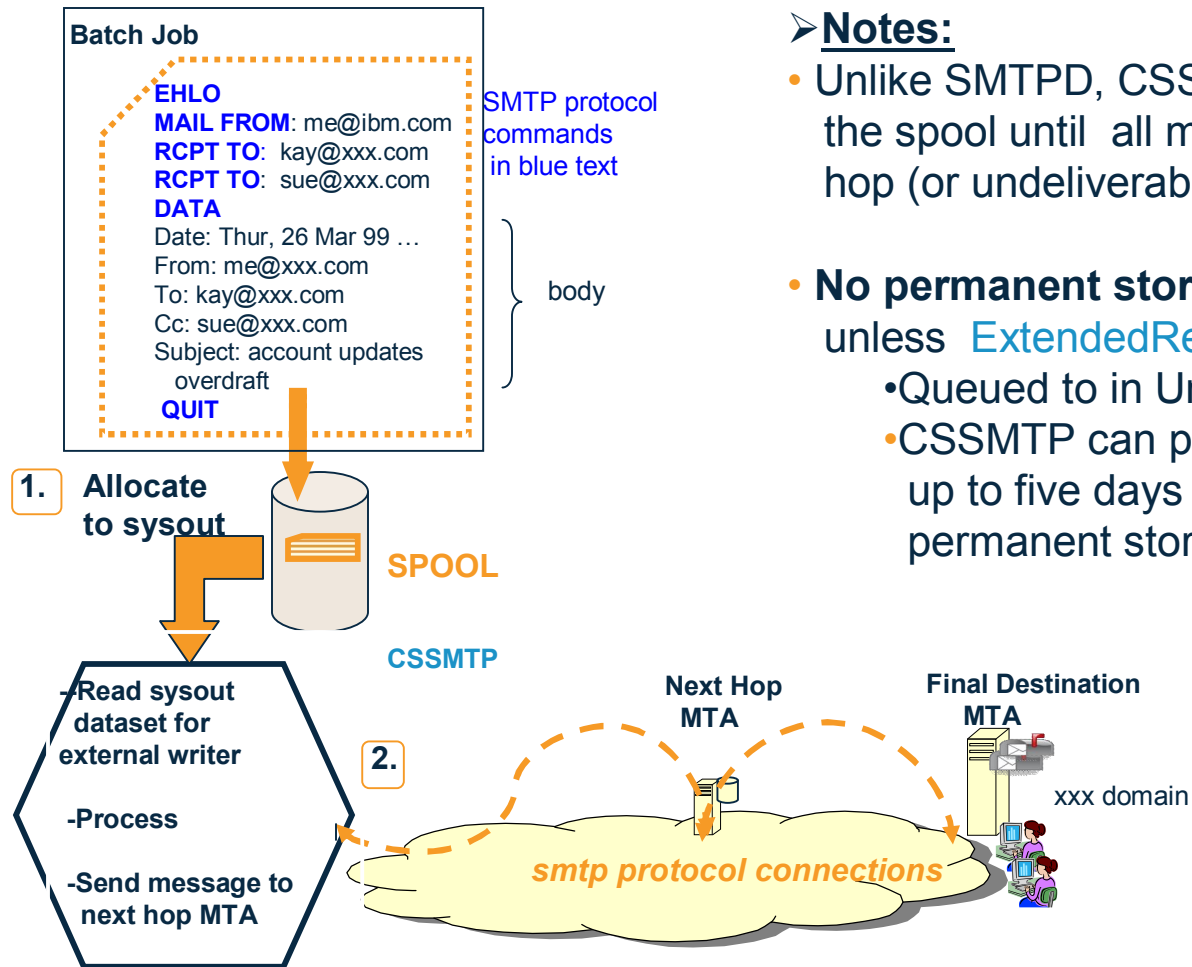 Batch Job
EHLO
MAIL FROM: me@ibm.com
RCPT TO: kay@xxx.com
RCPT TO: sue@xxx.com
DATA
Date: Thur, 26 Mar 99 …
From: me@xxx.com
To: kay@xxx.com
Cc: sue@xxx.com
Subject: account updates
overdraft
QUIT
SMTP protocol
commands
in blue text
body
1. Allocate
to sysout
SPOOL
CSSMTP
--Read sysout
dataset for
external writer
-Process
-Send message to
next hop MTA
2.
Next Hop
MTA
Final Destination
MTA
xxx domain
smtp protocol connections
➢Notes:
• Unlike SMTPD, CSS
the spool until all m
hop (or undeliverab
• No permanent stor
unless ExtendedRe
•Queued to in Un
•CSSMTP can p
up to five days
permanent stor